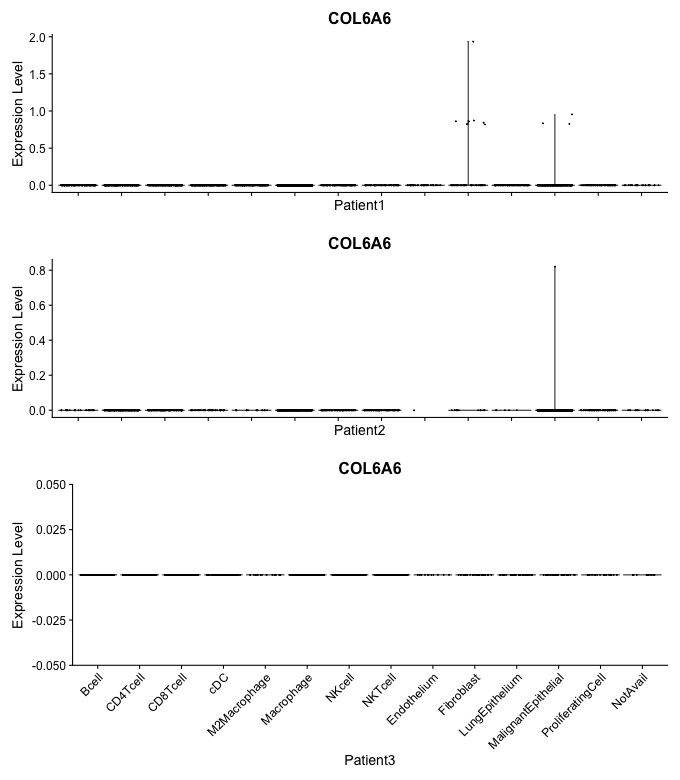 COL6A6
Expression Level
2.0
1.5
1.0
0.5
0.0
Patient1
COL6A6
Expression Level
0.8
0.6
0.4
0.2
0.0
Patient2
COL6A6
Expression Level
0.050
0.025
0.000
-0.025
-0.050
Bcell
CD4Tcell
CD8Tcell
cDC
M2Macrophage
Macrophage
NKcell
NKTcell
Endothelium
Fibroblast
LungEpithelium
MalignantEpithelial
ProliferatingCell
NotAvail
Patient3